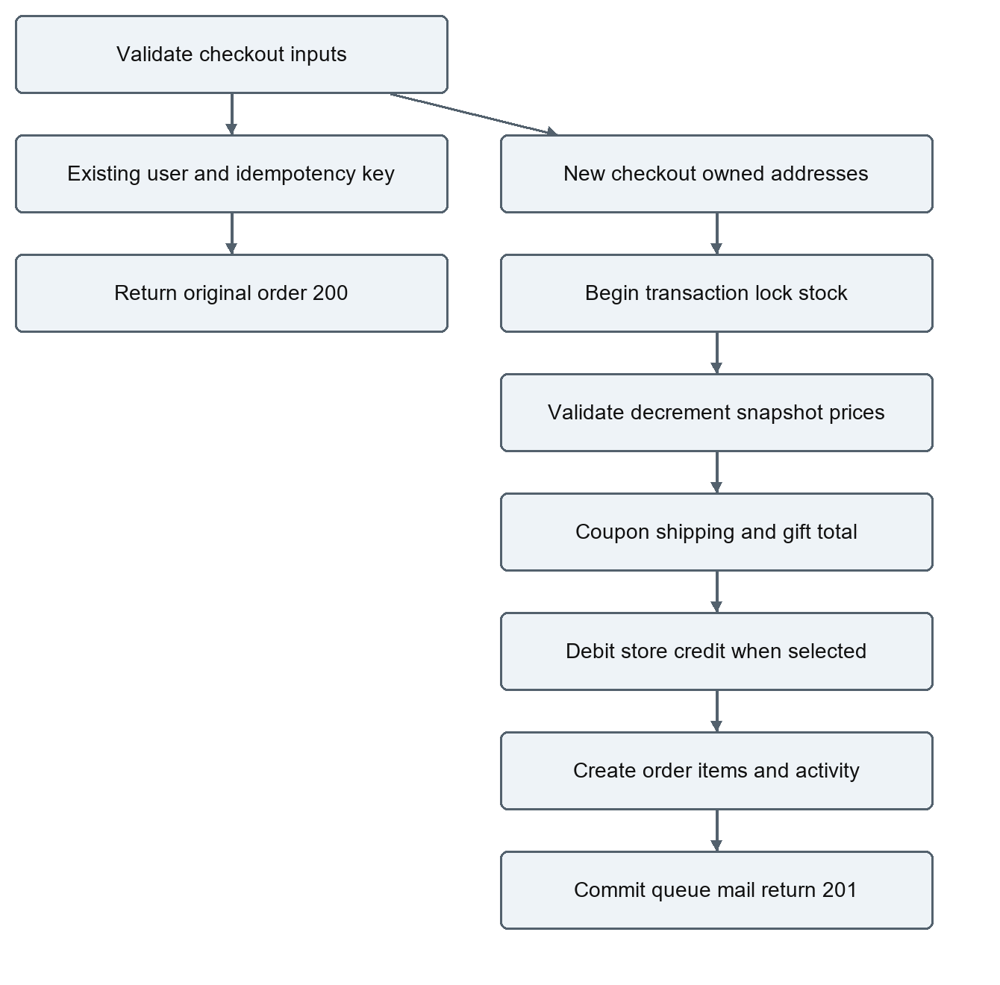 Validate checkout inputs
Existing user and idempotency key
New checkout owned addresses
Return original order 200
Begin transaction lock stock
Validate decrement snapshot prices
Coupon shipping and gift total
Debit store credit when selected
Create order items and activity
Commit queue mail return 201